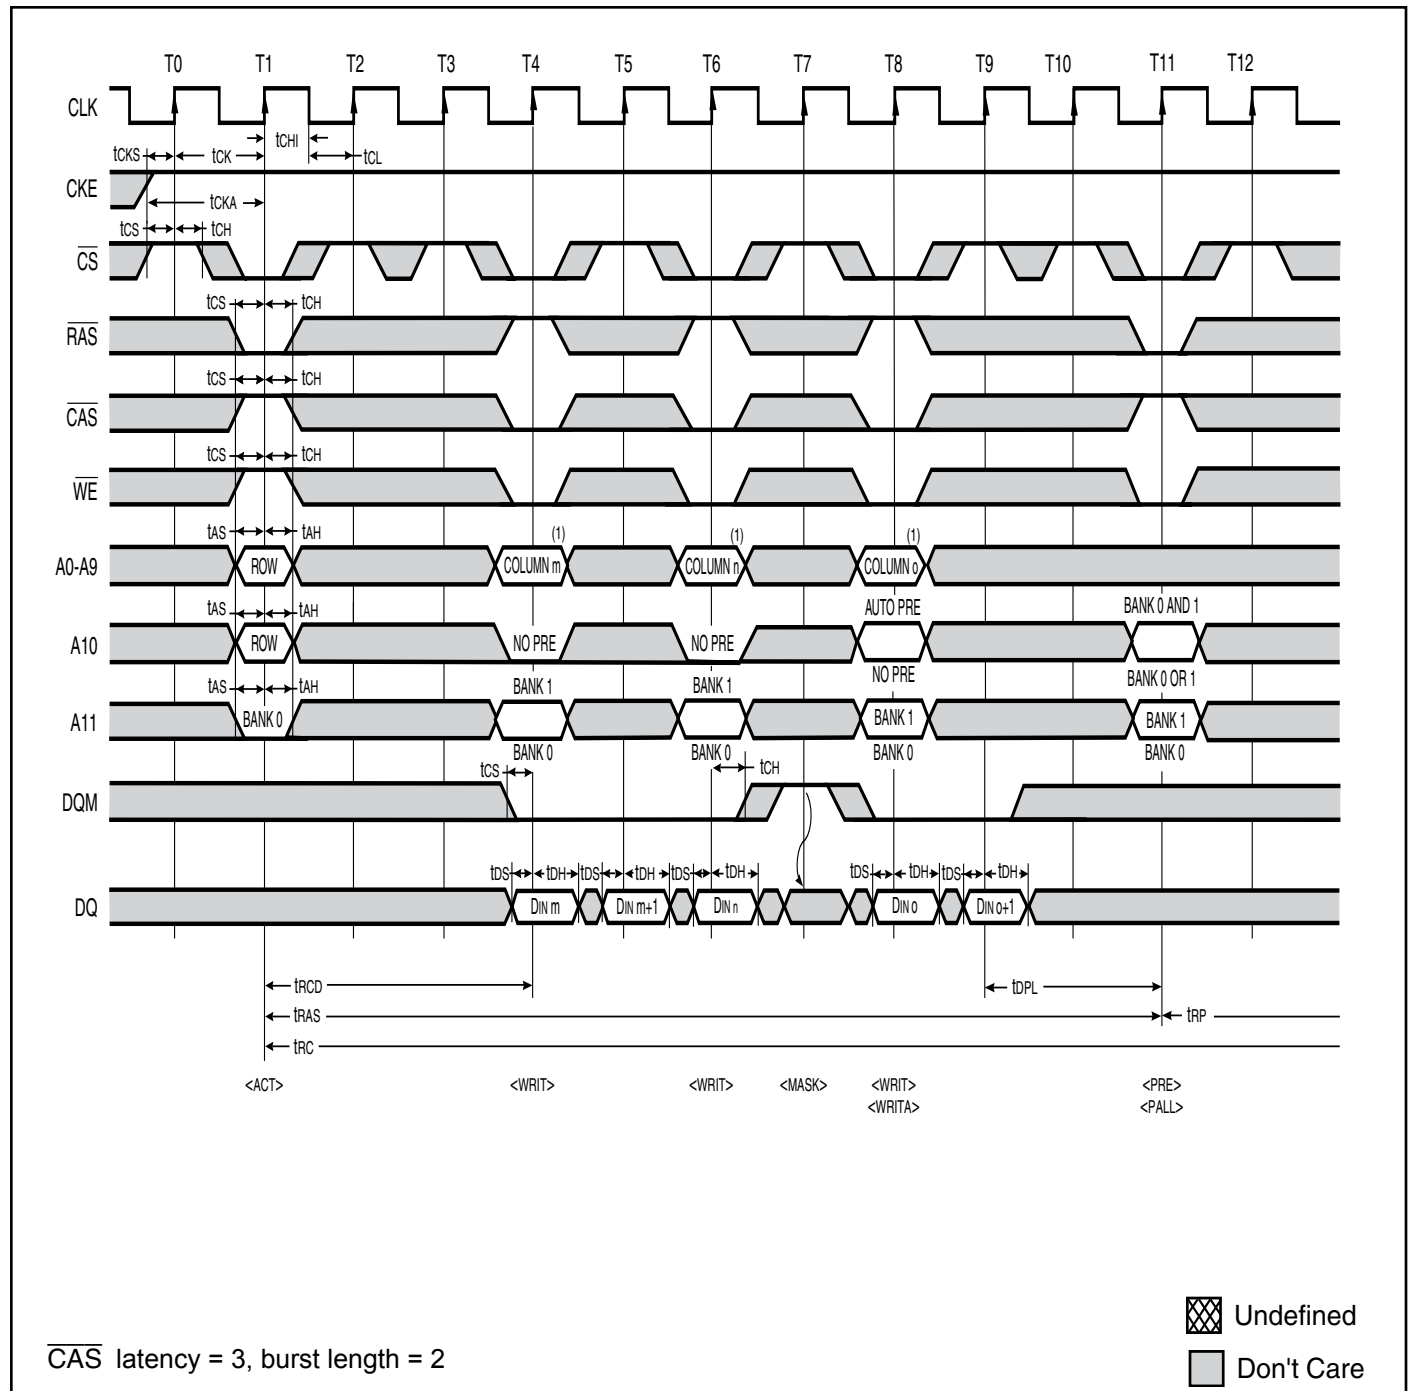 T0 T1 T2 T3 T4 T5 T6 T7 T8 T9 T10 T11 T12
CLK
tCHI
tCKS tCK tCL
CKE
tCKA
tCS tCH
CS
tCS tCH
RAS
tCS tCH
CAS
tCS tCH
WE
tAS tAH (1) (1) (1)
A0-A9 ROW COLUMN m COLUMN n COLUMN o
tAS tAH AUTO PRE BANK 0 AND 1
A10 ROW NO PRE NO PRE
NO PRE BANK 0 OR 1
tAS tAH BANK 1 BANK 1
A11 BANK 0 BANK 1 BANK 1
BANK 0 BANK 0 BANK 0 BANK 0
tCS tCH
DQM
tDS tDH tDS tDH tDS tDH tDS tDH tDS tDH
DQ DIN m DIN m+1 DIN n DIN o DIN o+1
tRCD tDPL
tRAS tRP
tRC
<ACT> <WRIT> <WRIT> <MASK> <WRIT> <PRE>
<WRITA> <PALL>
Undefined
CAS latency = 3, burst length = 2
Don't Care